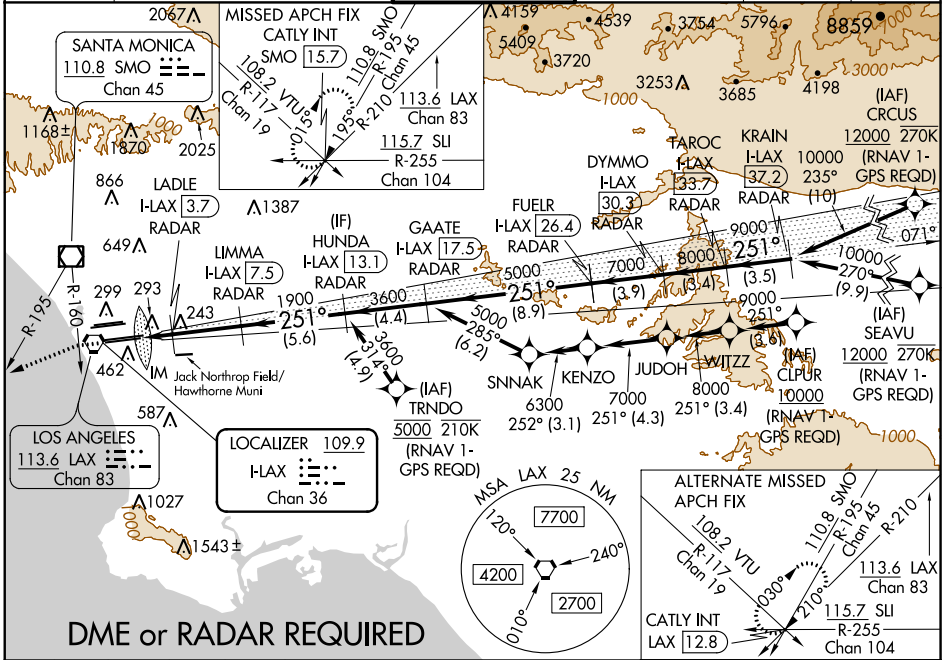 2067
MISSED APCH FIX
CATLY INT
SMO 15.7
110.8 SMO
R-195
Chan 45
R-210
108.2 VTU
R-117
Chan 19
015°
195°
113.6 LAX
Chan 83
115.7 SLI
R-255
Chan 104
4159
4539
5409
3720
3754
5796
8859
3253
3685
4198
3000
1000
SANTA MONICA
110.8 SMO
Chan 45
1168±
1870
2025
1000
866
649
1387
299
293
243
462
587
1027
1543±
LADLE
I-LAX 3.7
RADAR
LIMMA
I-LAX 7.5
RADAR
(IF)
HUNDA
I-LAX 13.1
RADAR
GAATE
I-LAX 17.5
RADAR
FUELR
I-LAX 26.4
RADAR
DYMMO
I-LAX
30.3
RADAR
TAROC
I-LAX
33.7
RADAR
KRAIN
I-LAX
37.2
RADAR
10000
235°
(10)
(IAF)
CRCUS
12000 270K
(RNAV 1-
GPS REQD)
071°
1900
251°
(5.6)
3600
(4.4)
5000
251°
(8.9)
7000
(3.9)
8000
(3.4)
9000
251°
(3.5)
10000
270°
(9.9)
(IAF)
SEAVU
12000 270K
(RNAV 1-
GPS REQD)
5000
285°
(6.2)
3600
314°
(4.9)
(IAF)
TRNDO
5000 210K
(RNAV 1-
GPS REQD)
SNNAK
KENZO
JUDOH
WITZZ
9000
251°
(3.6)
(IAF)
CLPUR
10000
(RNAV 1-
GPS REQD)
6300
252° (3.1)
7000
251° (4.3)
8000
251° (3.4)
1000
R-195
R-160
IM
Jack Northrop Field/
Hawthorne Muni
LOS ANGELES
113.6 LAX
Chan 83
LOCALIZER 109.9
I-LAX
Chan 36
MSA LAX 25 NM
120°
240°
010°
7700
4200
2700
ALTERNATE MISSED
APCH FIX
108.2 VTU
R-117
Chan 19
110.8 SMO
R-195
Chan 45
R-210
030°
210°
113.6 LAX
Chan 83
115.7 SLI
R-255
Chan 104
CATLY INT
LAX 12.8
DME or RADAR REQUIRED